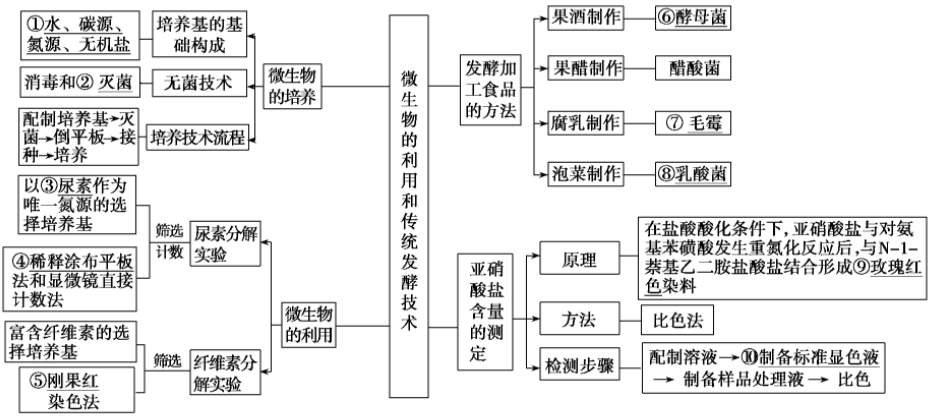 ①水、碳源、
氮源、无机盐
培养基的基
础构成
消毒和② 灭菌
无菌技术
微生物
的培养
配制培养基→灭
菌→倒平板→接
种→培养
培养技术流程
以③尿素作为
唯一氮源的选
择培养基
筛选
计数
尿素分解
实验
④稀释涂布平板
法和显微镜直接
计数法
微生物
的利用
富含纤维素的选
择培养基
筛选
纤维素分
解实验
⑤刚果红
染色法
微生物的利用和传统发酵技术
发酵加
工食品
的方法
果酒制作
⑥酵母菌
果醋制作
醋酸菌
腐乳制作
⑦ 毛霉
泡菜制作
⑧乳酸菌
亚硝
酸盐
含量
的测
定
原理
在盐酸酸化条件下，亚硝酸盐与对氨
基苯磺酸发生重氮化反应后，与N-1-
萘基乙二胺盐酸盐结合形成⑨玫瑰红
色染料
方法
比色法
检测步骤
配制溶液→⑩制备标准显色液
→ 制备样品处理液→ 比色